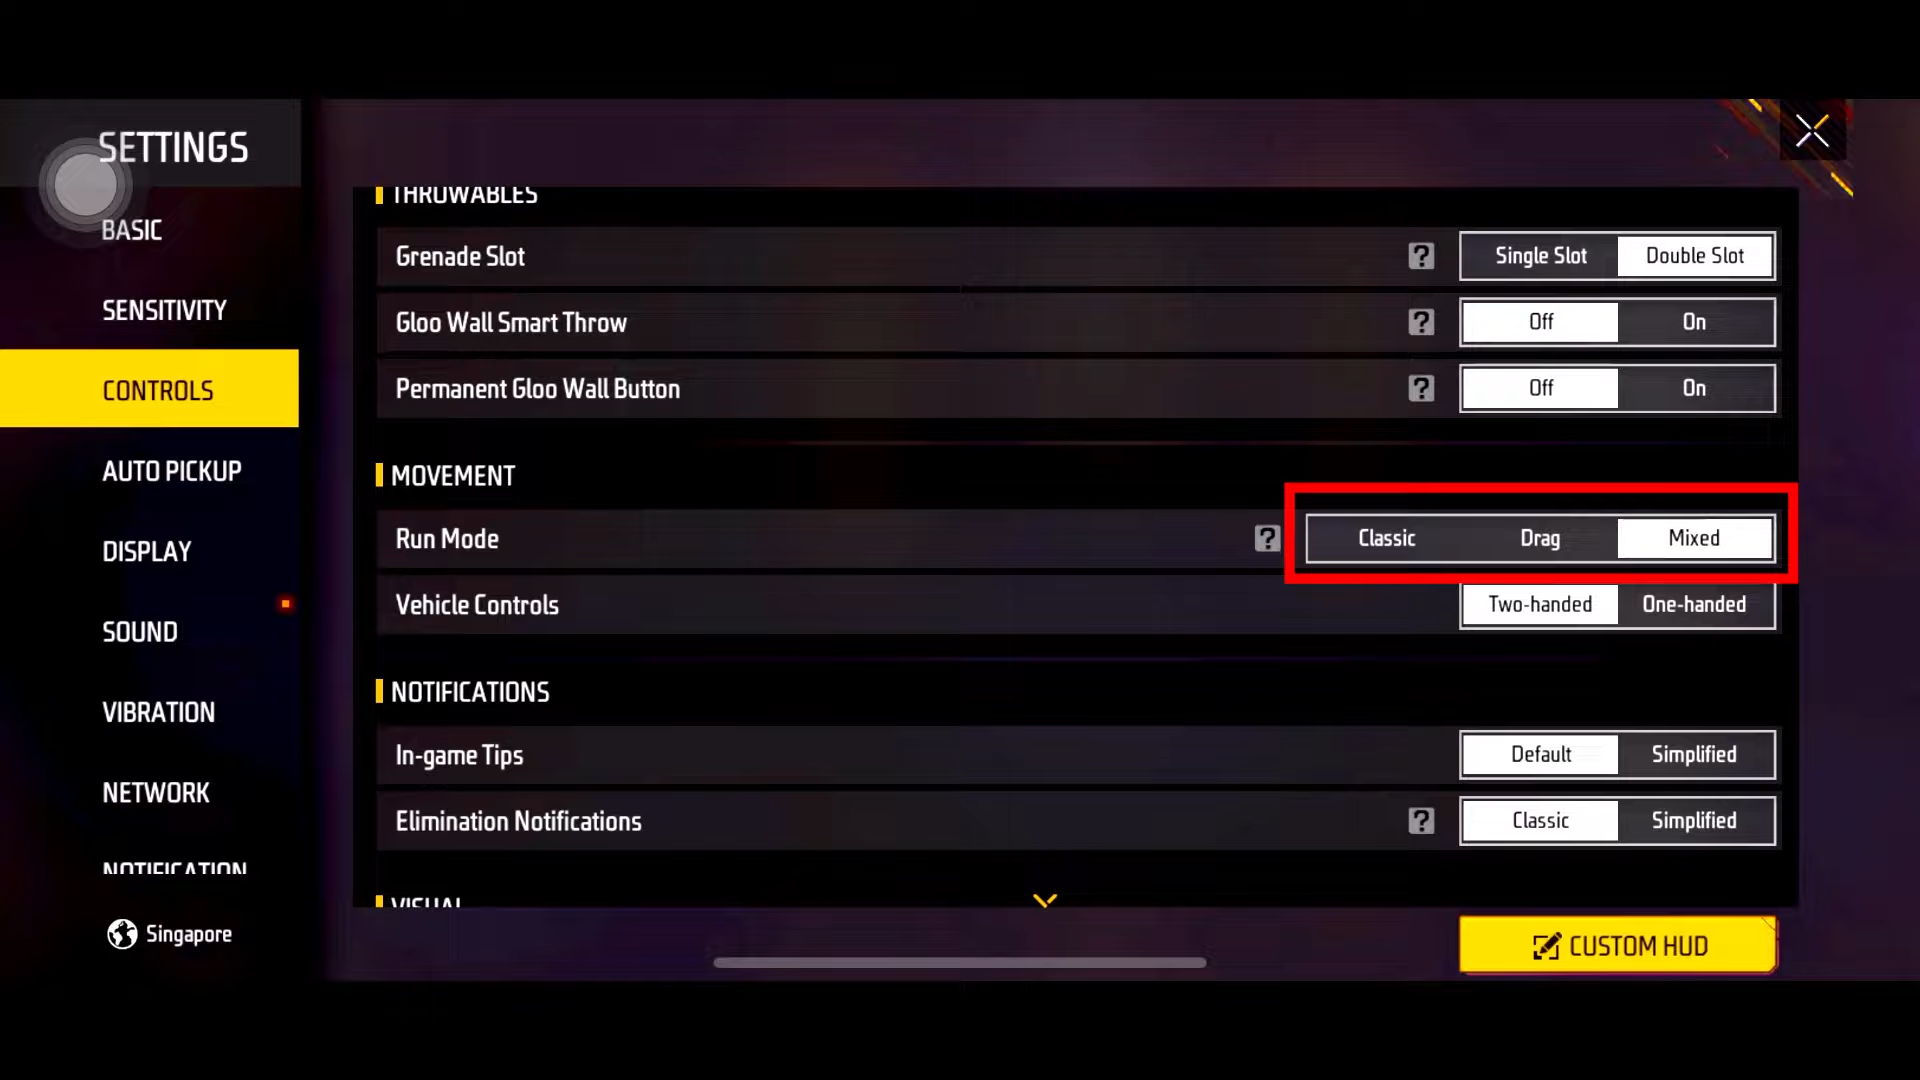 SETTINGS
BASIC
SENSITIVITY
CONTROLS
AUTO PICKUP
DISPLAY
SOUND
VIBRATION
NETWORK
NOTIFICATION
Singapore
THROWABLES
Grenade Slot ? Single Slot Double Slot
Gloo Wall Smart Throw ? Off On
Permanent Gloo Wall Button ? Off On
MOVEMENT
Run Mode ? Classic Drag Mixed
Vehicle Controls Two-handed One-handed
NOTIFICATIONS
In-game Tips Default Simplified
Elimination Notifications ? Classic Simplified
VISUAL
CUSTOM HUD